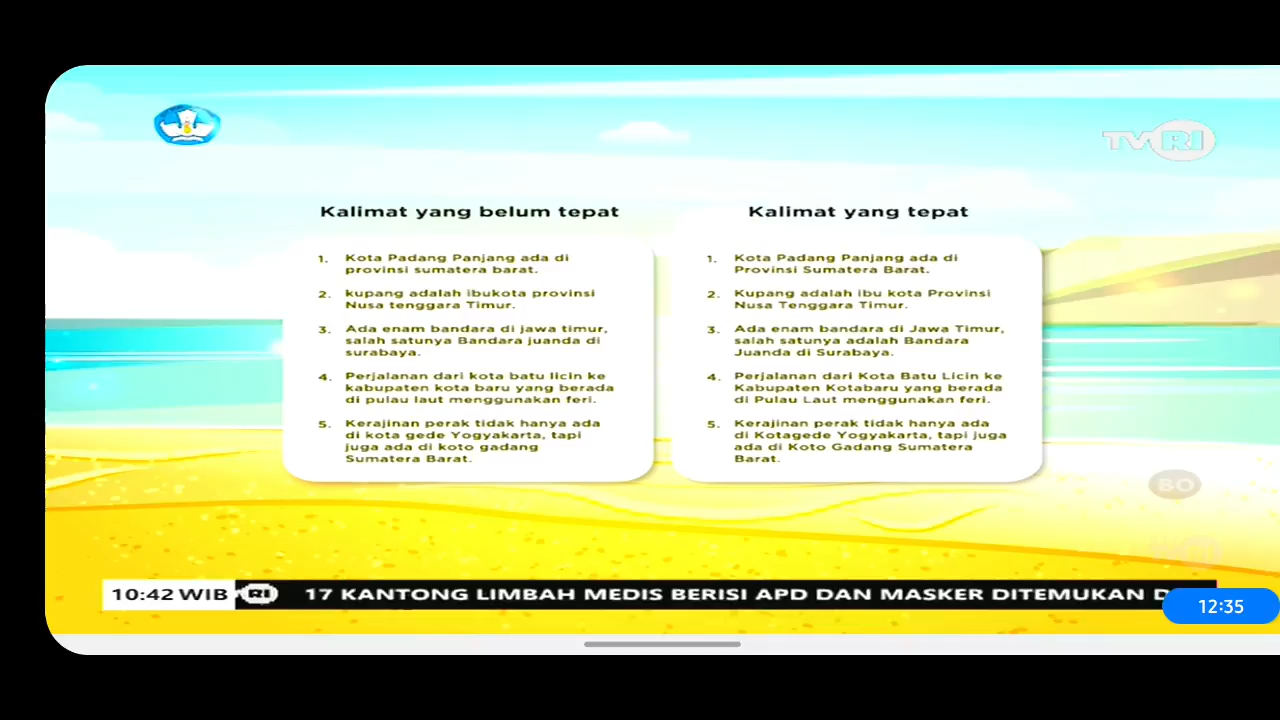 TVRI
Kalimat yang belum tepat
1. Kota Padang Panjang ada di
provinsi sumatera barat.
2. kupang adalah ibukota provinsi
Nusa tenggara Timur.
3. Ada enam bandara di jawa timur,
salah satunya Bandara juanda di
surabaya.
4. Perjalanan dari kota batu licin ke
kabupaten kota baru yang berada
di pulau laut menggunakan feri.
5. Kerajinan perak tidak hanya ada
di kota gede Yogyakarta, tapi
juga ada di koto gadang
Sumatera Barat.
Kalimat yang tepat
1. Kota Padang Panjang ada di
Provinsi Sumatera Barat.
2. Kupang adalah ibu kota Provinsi
Nusa Tenggara Timur.
3. Ada enam bandara di Jawa Timur,
salah satunya adalah Bandara
Juanda di Surabaya.
4. Perjalanan dari Kota Batu Licin ke
Kabupaten Kotabaru yang berada
di Pulau Laut menggunakan feri.
5. Kerajinan perak tidak hanya ada
di Kotagede Yogyakarta, tapi juga
ada di Koto Gadang Sumatera
Barat.
BO
10:42 WIB RI 17 KANTONG LIMBAH MEDIS BERISI APD DAN MASKER DITEMUKAN
12:35